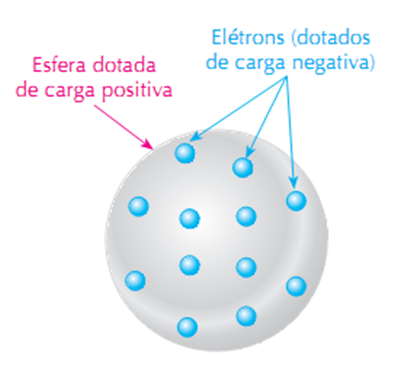 Elétrons (dotados
de carga negativa)
Esfera dotada
de carga positiva